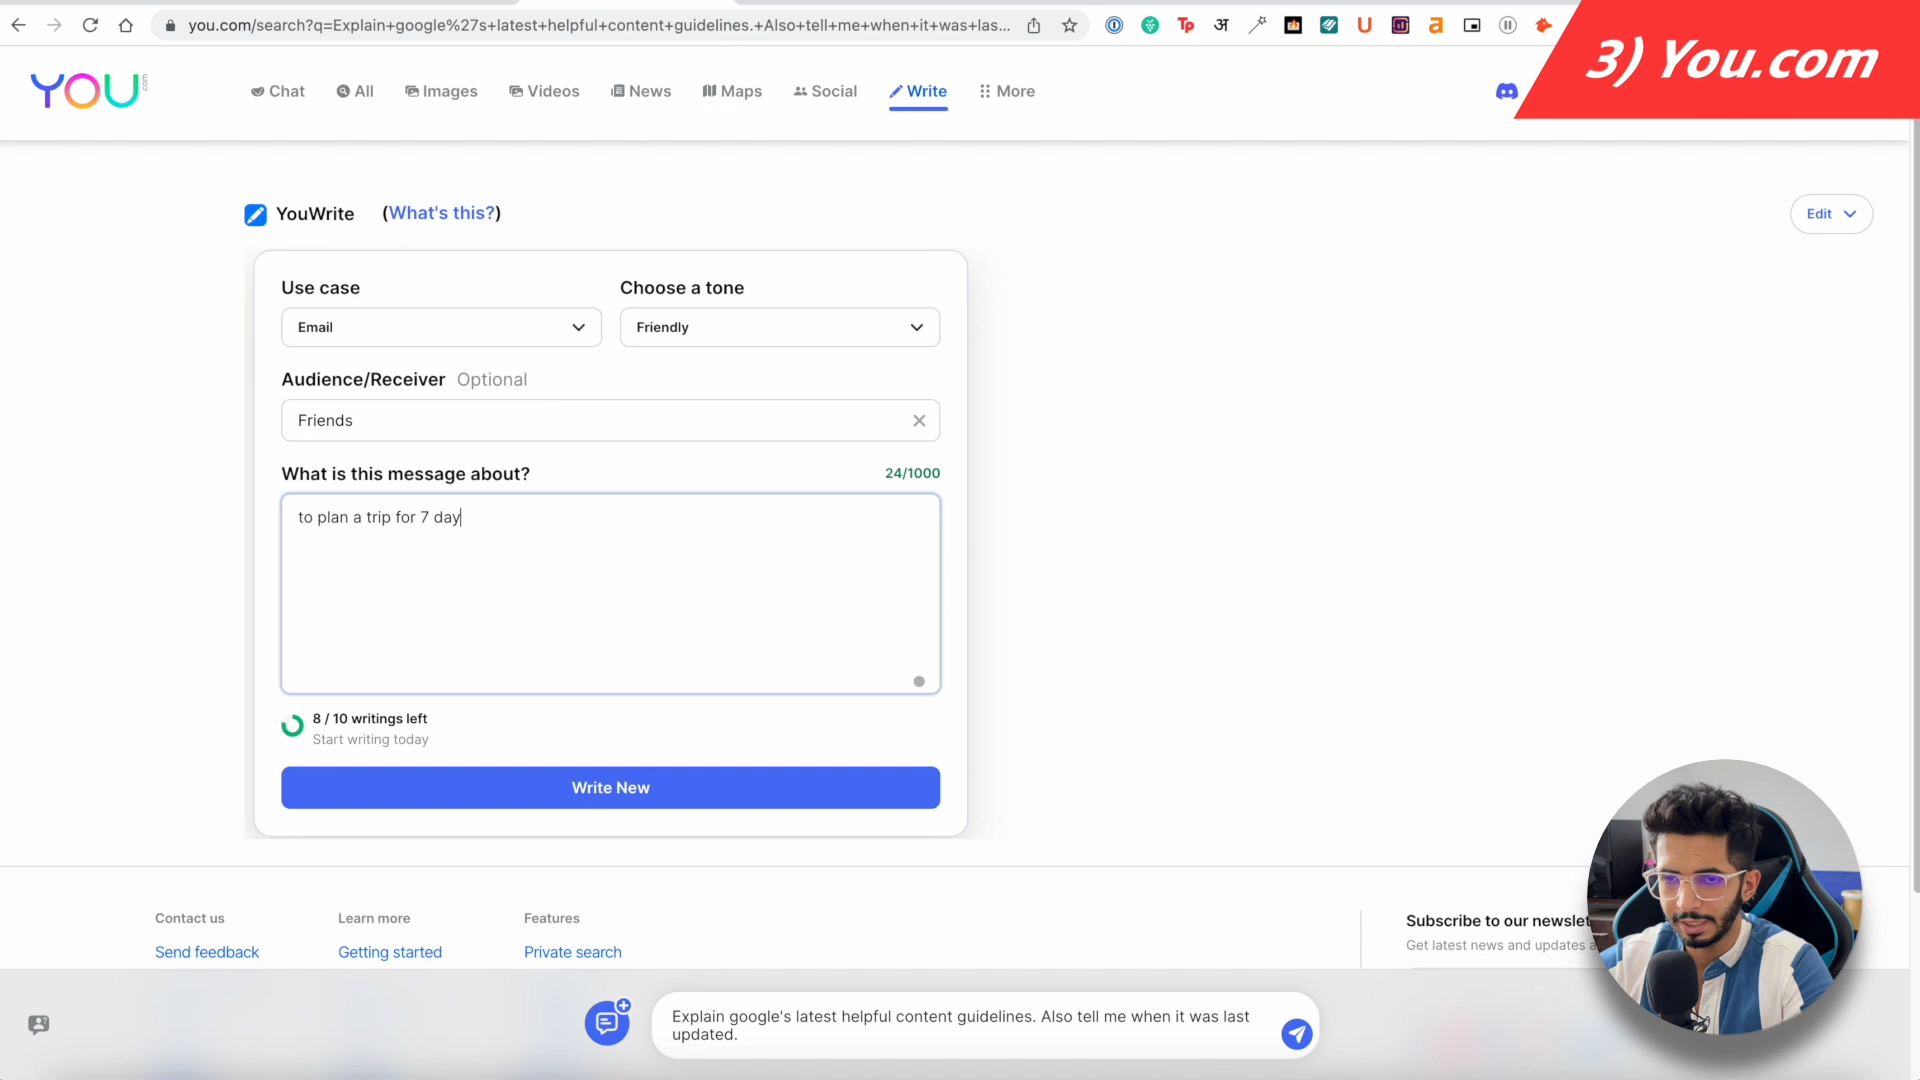 you.com/search?q=Explain+google%27s+latest+helpful+content+guidelines.+Also+tell+me+when+it+was+las...
3) You.com
YOU.com
Chat
All
Images
Videos
News
Maps
Social
Write
More
YouWrite (What's this?)
Edit
Use case
Choose a tone
Email
Friendly
Audience/Receiver Optional
Friends
What is this message about?
24/1000
to plan a trip for 7 day
8 / 10 writings left
Start writing today
Write New
Contact us
Learn more
Features
Subscribe to our newslet
Send feedback
Getting started
Private search
Get latest news and updates a
Explain google's latest helpful content guidelines. Also tell me when it was last
updated.